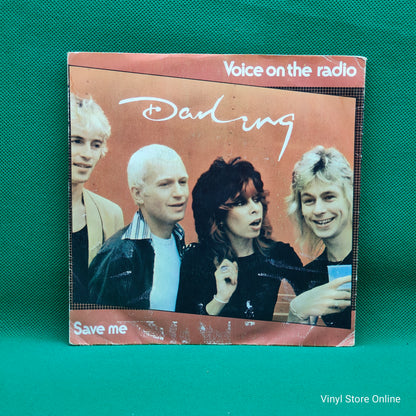 Voice on the radio
Darling
Save me
Vinyl Store Online